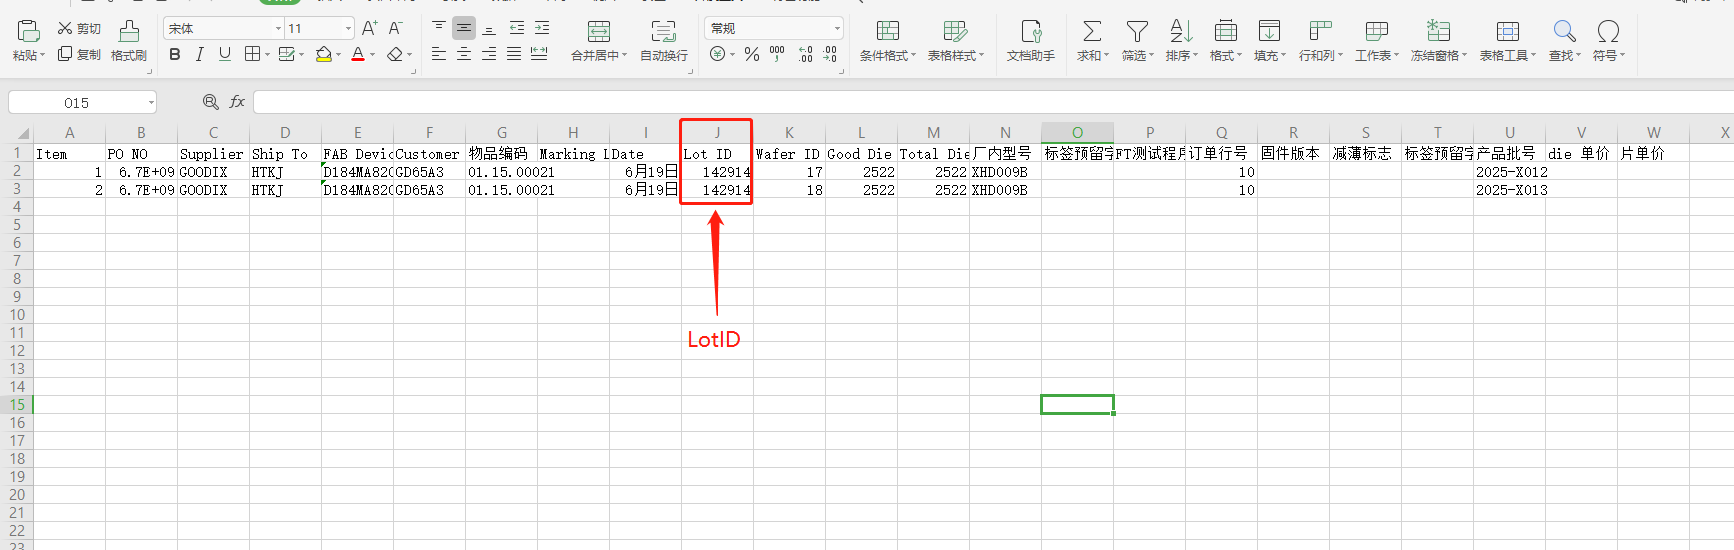 剪切 宋体 11 A⁺ A⁻ 常规
粘贴 复制 格式刷 B I U A 合并居中 自动换行 % 000 .00 条件格式 表格样式 文档助手 求和 筛选 排序 格式 填充 行和列 工作表 冻结窗格 表格工具 查找 符号
O15 fx
A B C D E F G H I J K L M N O P Q R S T U V W X
1 Item PO NO Supplier Ship To FAB Devic Customer 物品编码 Marking L Date Lot ID Wafer ID Good Die Total Die 厂内型号 标签预留字 FT测试程序 订单行号 固件版本 减薄标志 标签预留字 产品批号 die 单价 片单价
2 1 6.7E+09 GOODIX HTKJ D184MA820 GD65A3 01.15.00021 6月19日 142914 17 2522 2522 XHD009B 10 2025-X012
3 2 6.7E+09 GOODIX HTKJ D184MA820 GD65A3 01.15.00021 6月19日 142914 18 2522 2522 XHD009B 10 2025-X013
4
5
6
7
8
9
10
11
12
LotID
13
14
15
16
17
18
19
20
21
22
23